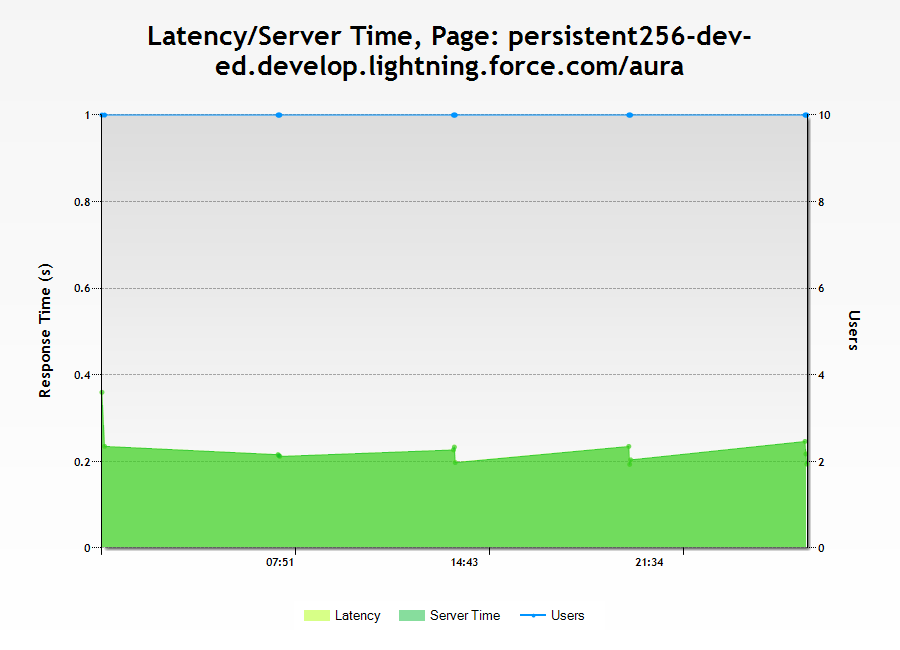 Latency/Server Time, Page: persistent256-dev-
ed.develop.lightning.force.com/aura
1
10
0.8
8
0.6
6
Response Time (s)
Users
0.4
4
0.2
2
0
0
07:51
14:43
21:34
Latency
Server Time
Users